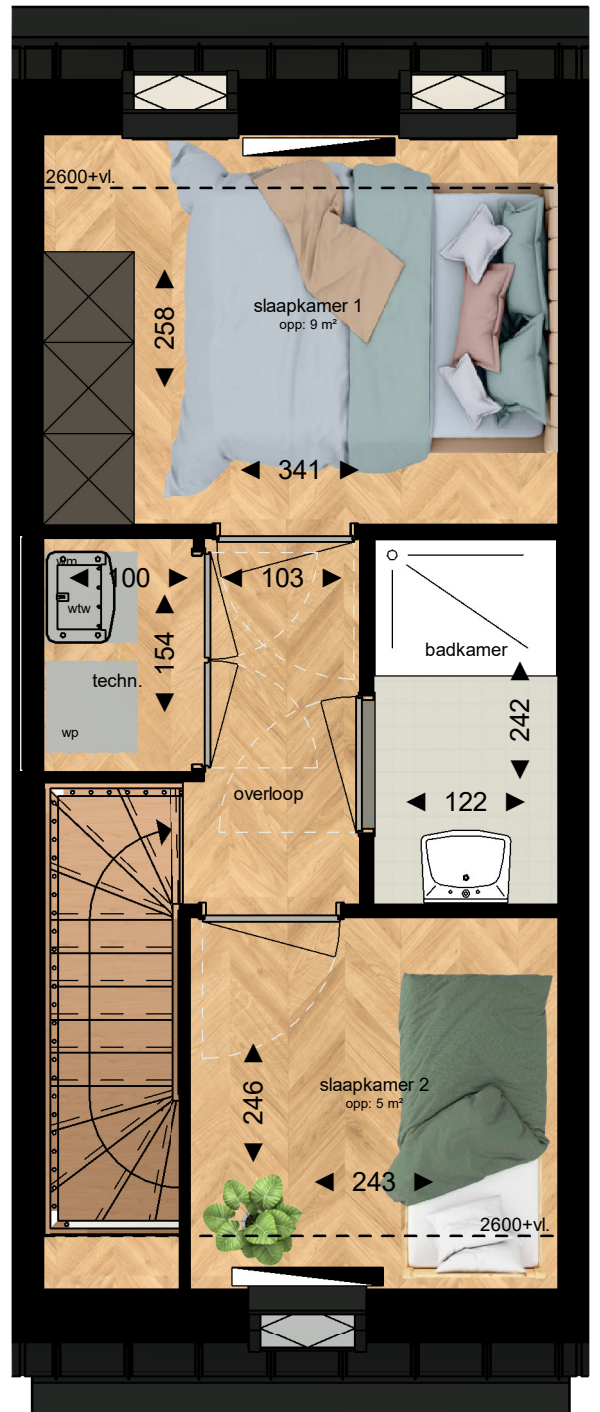 2600+vl.
slaapkamer 1
opp: 9 m²
258
341
wm
100
103
wtw
154
techn.
wp
badkamer
242
122
overloop
slaapkamer 2
opp: 5 m²
246
243
2600+vl.